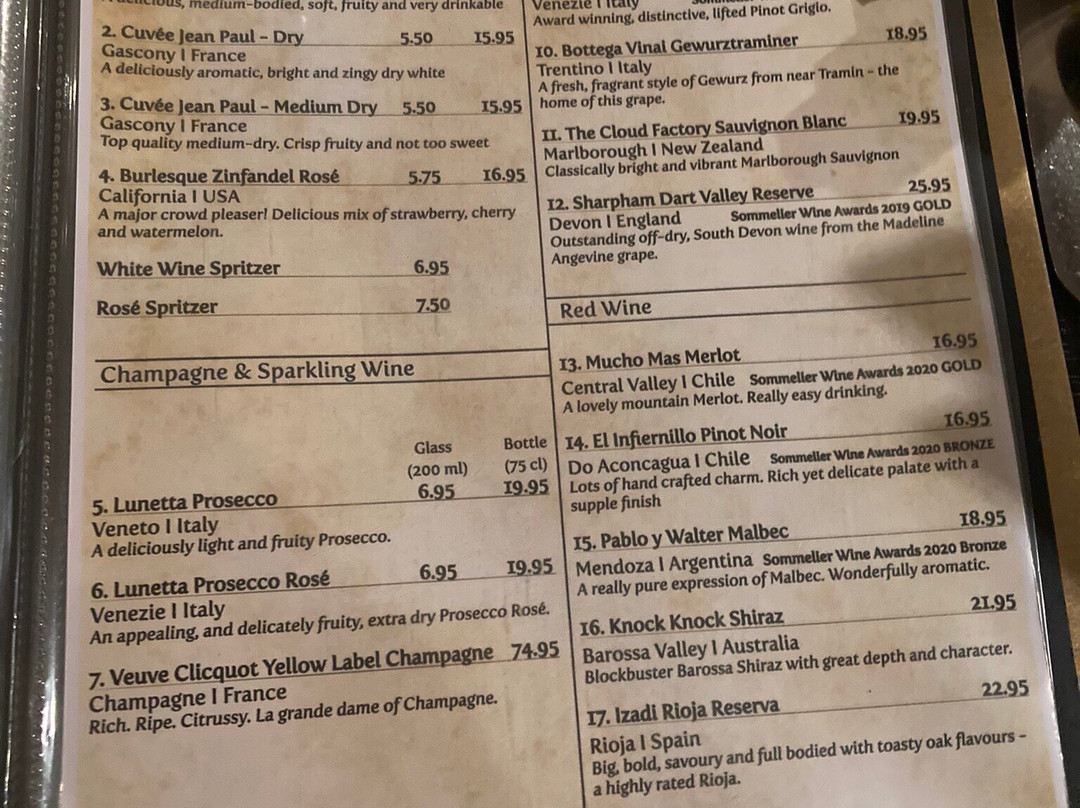 medium-bodied, soft, fruity and very drinkable
2. Cuvée Jean Paul – Dry 5.50 15.95
Gascony | France
A deliciously aromatic, bright and zingy dry white
3. Cuvée Jean Paul – Medium Dry 5.50 15.95
Gascony | France
Top quality medium-dry. Crisp fruity and not too sweet
4. Burlesque Zinfandel Rosé 5.75 16.95
California | USA
A major crowd pleaser! Delicious mix of strawberry, cherry
and watermelon.
White Wine Spritzer 6.95
Rosé Spritzer 7.50
Champagne & Sparkling Wine
Glass Bottle
(200 ml) (75 cl)
5. Lunetta Prosecco 6.95 19.95
Veneto | Italy
A deliciously light and fruity Prosecco.
6. Lunetta Prosecco Rosé 6.95 19.95
Venezie | Italy
An appealing, and delicately fruity, extra dry Prosecco Rosé.
7. Veuve Clicquot Yellow Label Champagne 74.95
Champagne | France
Rich. Ripe. Citrussy. La grande dame of Champagne.
Venezie | Italy
Award winning, distinctive, lifted Pinot Grigio.
10. Bottega Vinai Gewurztraminer 18.95
Trentino | Italy
A fresh, fragrant style of Gewurz from near Tramin – the
home of this grape.
11. The Cloud Factory Sauvignon Blanc 19.95
Marlborough | New Zealand
Classically bright and vibrant Marlborough Sauvignon
12. Sharpham Dart Valley Reserve 25.95
Devon | England Sommelier Wine Awards 2019 GOLD
Outstanding off-dry, South Devon wine from the Madeline
Angevine grape.
Red Wine
13. Mucho Mas Merlot 16.95
Central Valley | Chile Sommelier Wine Awards 2020 GOLD
A lovely mountain Merlot. Really easy drinking.
14. El Infiernillo Pinot Noir 16.95
Do Aconcagua | Chile Sommelier Wine Awards 2020 BRONZE
Lots of hand crafted charm. Rich yet delicate palate with a
supple finish
15. Pablo y Walter Malbec 18.95
Mendoza | Argentina Sommelier Wine Awards 2020 Bronze
A really pure expression of Malbec. Wonderfully aromatic.
16. Knock Knock Shiraz 21.95
Barossa Valley | Australia
Blockbuster Barossa Shiraz with great depth and character.
17. Izadi Rioja Reserva 22.95
Rioja | Spain
Big, bold, savoury and full bodied with toasty oak flavours –
a highly rated Rioja.